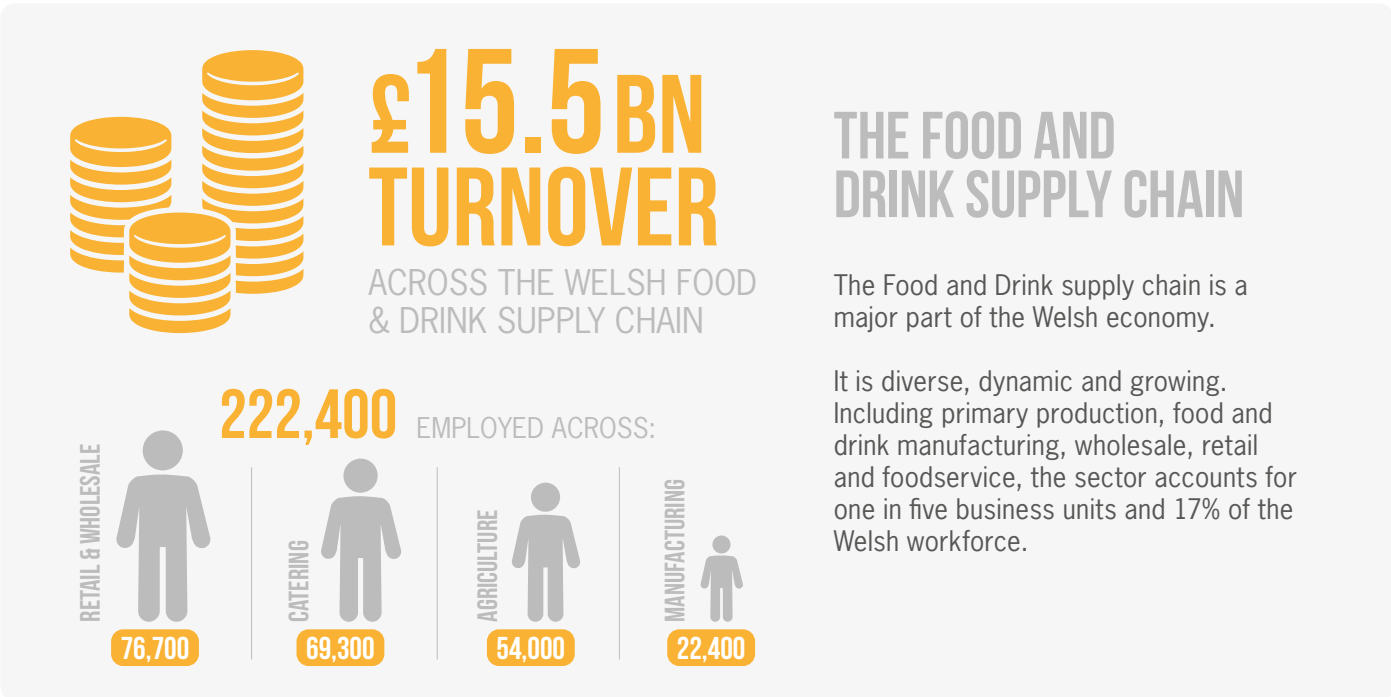 £15.5 BN
TURNOVER
ACROSS THE WELSH FOOD
& DRINK SUPPLY CHAIN
222,400 EMPLOYED ACROSS:
RETAIL & WHOLESALE
76,700
CATERING
69,300
AGRICULTURE
54,000
MANUFACTURING
22,400
THE FOOD AND
DRINK SUPPLY CHAIN
The Food and Drink supply chain is a
major part of the Welsh economy.
It is diverse, dynamic and growing.
Including primary production, food and
drink manufacturing, wholesale, retail
and foodservice, the sector accounts for
one in five business units and 17% of the
Welsh workforce.